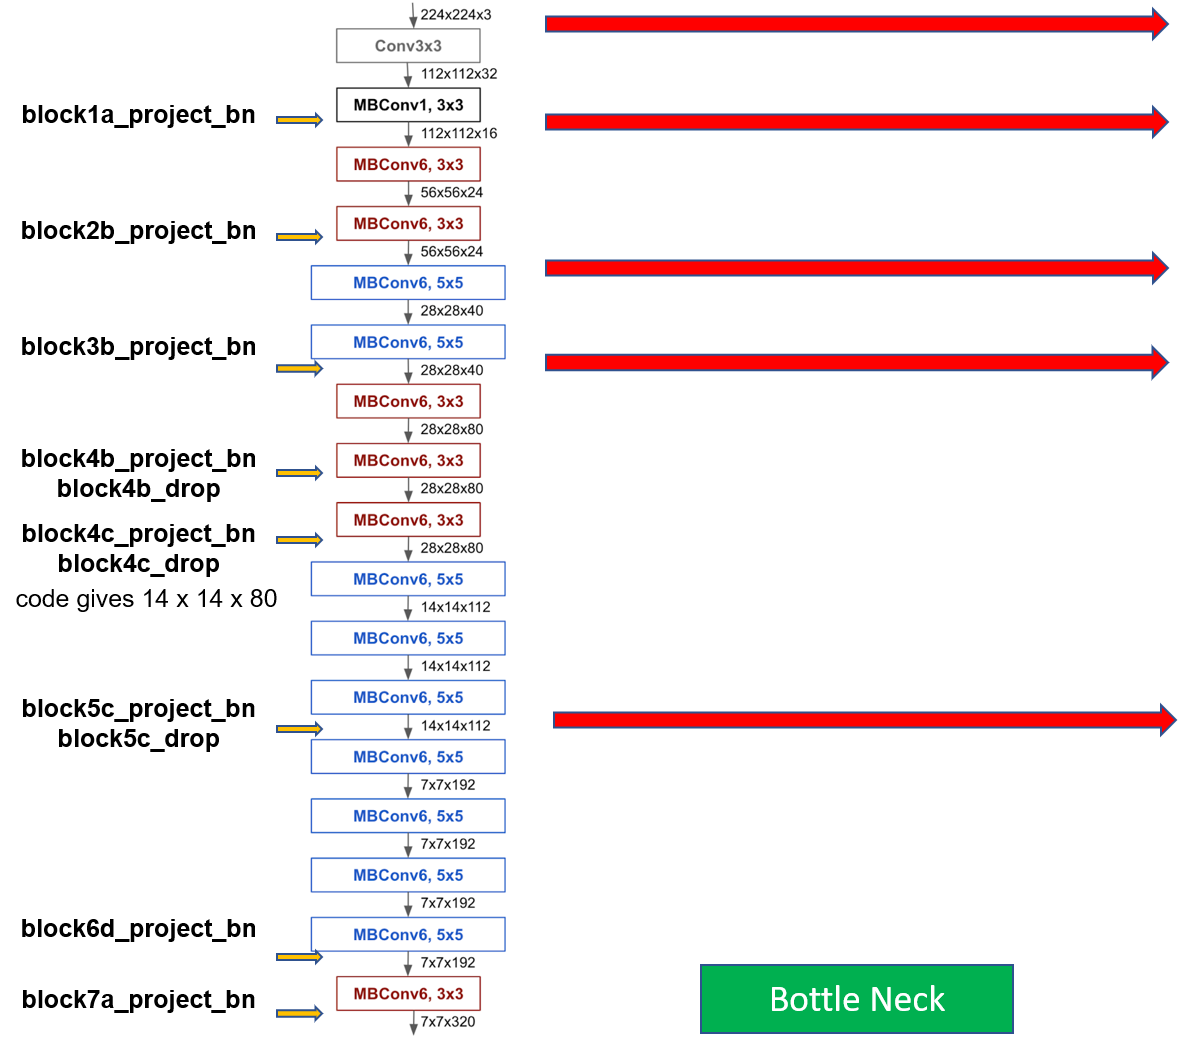 224x224x3
Conv3x3
112x112x32
block1a_project_bn
MBConv1, 3x3
112x112x16
MBConv6, 3x3
56x56x24
block2b_project_bn
MBConv6, 3x3
56x56x24
MBConv6, 5x5
28x28x40
block3b_project_bn
MBConv6, 5x5
28x28x40
MBConv6, 3x3
28x28x80
block4b_project_bn
block4b_drop
MBConv6, 3x3
28x28x80
block4c_project_bn
block4c_drop
code gives 14 x 14 x 80
MBConv6, 3x3
28x28x80
MBConv6, 5x5
14x14x112
MBConv6, 5x5
14x14x112
block5c_project_bn
block5c_drop
MBConv6, 5x5
14x14x112
MBConv6, 5x5
7x7x192
MBConv6, 5x5
7x7x192
MBConv6, 5x5
7x7x192
block6d_project_bn
MBConv6, 5x5
7x7x192
block7a_project_bn
MBConv6, 3x3
7x7x320
Bottle Neck